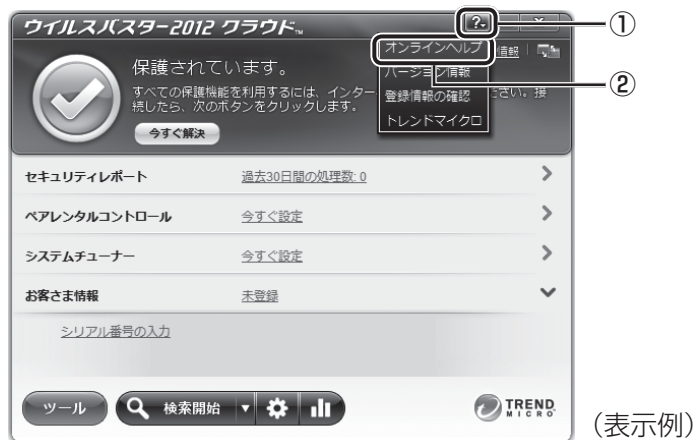 ウイルスバスター2012 クラウド™
?
①
オンラインヘルプ
情報
保護されています。
バージョン情報
②
すべての保護機能を利用するには、インター
登録情報の確認
ださい。接
続したら、次のボタンをクリックします。
トレンドマイクロ
今すぐ解決
セキュリティレポート 過去30日間の処理数: 0
ペアレンタルコントロール 今すぐ設定
システムチューナー 今すぐ設定
お客さま情報 未登録
シリアル番号の入力
ツール 検索開始
TREND
MICRO
(表示例)